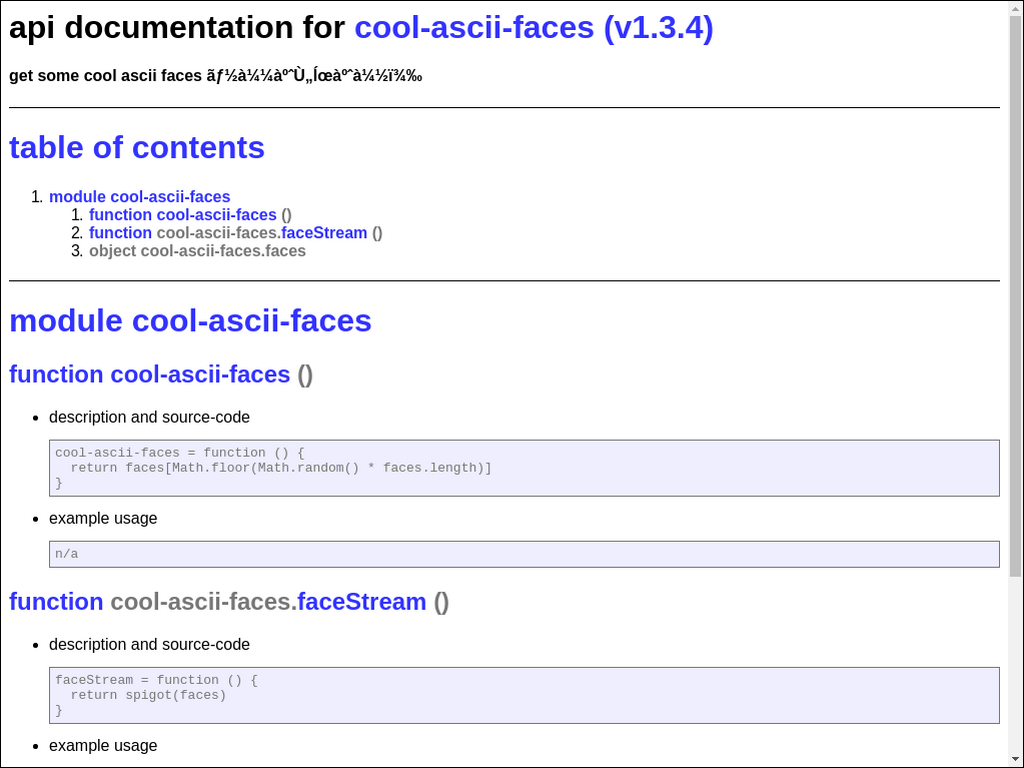 api documentation for cool-ascii-faces (v1.3.4)
get some cool ascii faces ãƒ½à¼¼àºˆÙ„Íœàºˆà¼½ï¾‰
table of contents
1. module cool-ascii-faces
1. function cool-ascii-faces ()
2. function cool-ascii-faces.faceStream ()
3. object cool-ascii-faces.faces
module cool-ascii-faces
function cool-ascii-faces ()
description and source-code
cool-ascii-faces = function () {
return faces[Math.floor(Math.random() * faces.length)]
}
example usage
n/a
function cool-ascii-faces.faceStream ()
description and source-code
faceStream = function () {
return spigot(faces)
}
example usage